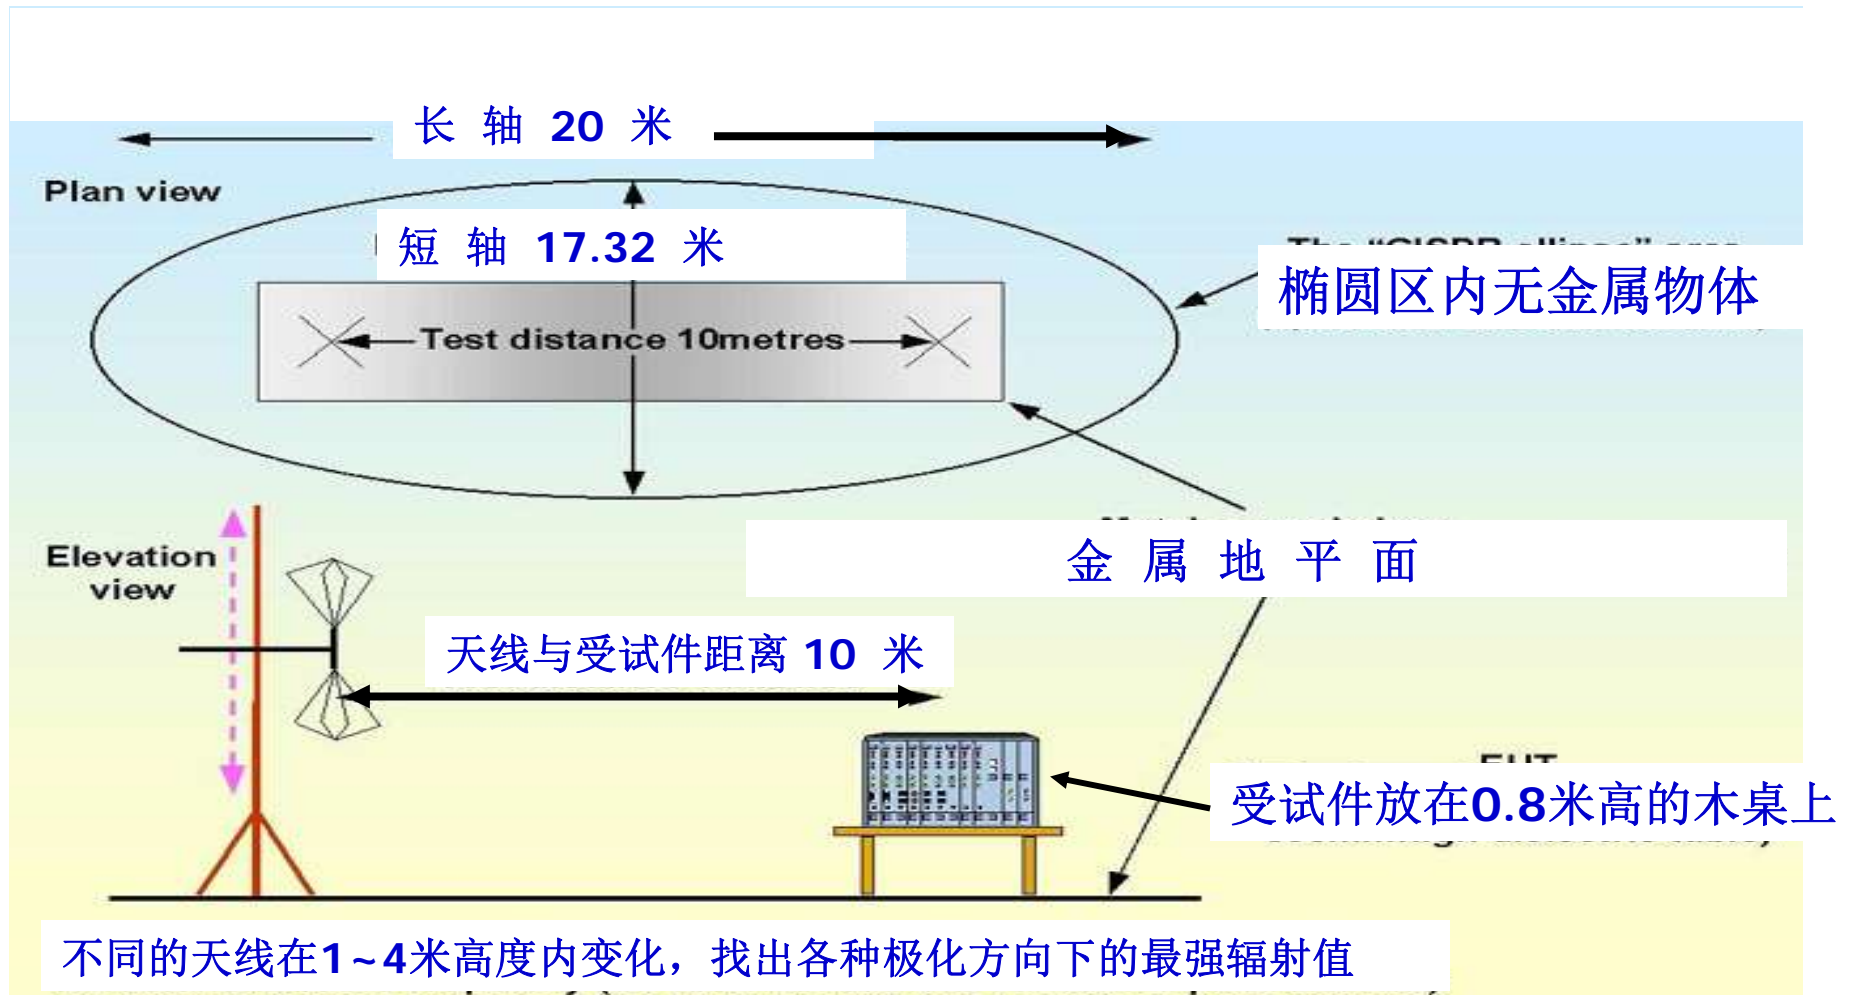 长 轴 20 米
Plan view
短 轴 17.32 米
椭圆区内无金属物体
Test distance 10metres
金 属 地 平 面
Elevation
view
天线与受试件距离 10 米
受试件放在0.8米高的木桌上
不同的天线在1~4米高度内变化，找出各种极化方向下的最强辐射值